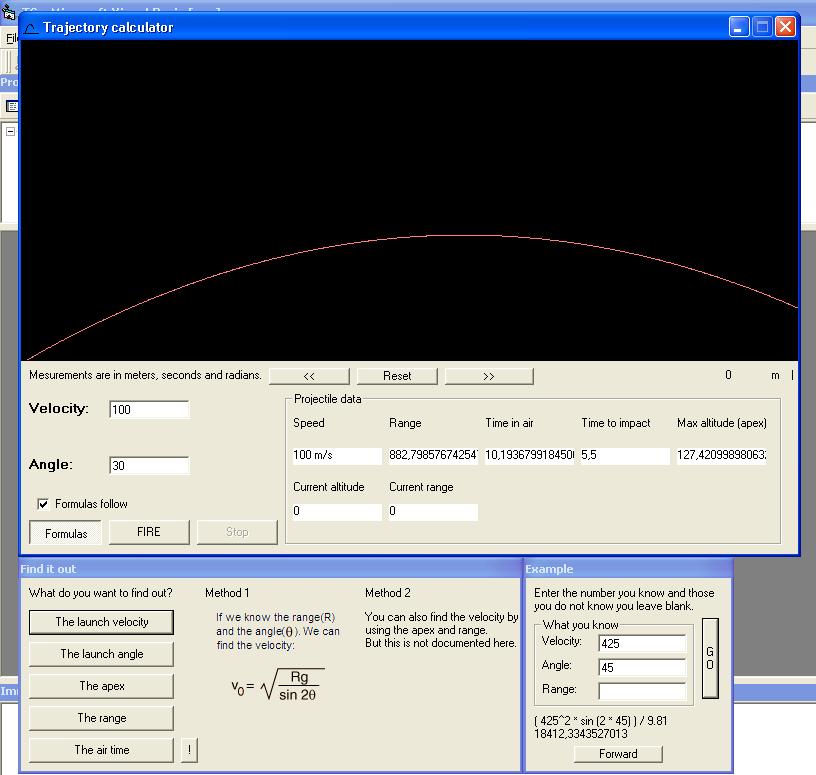 Trajectory calculator
Mesurements are in meters, seconds and radians.
<<
Reset
>>
0 m
Velocity:
100
Angle:
30
Formulas follow
Formulas
FIRE
Stop
Projectile data
Speed Range Time in air Time to impact Max altitude (apex)
100 m/s 882,79857674254 10,1936799184500 5,5 127,42099898063
Current altitude Current range
0 0
Find it out
What do you want to find out?
The launch velocity
The launch angle
The apex
The range
The air time
!
Method 1
If we know the range(R)
and the angle(θ). We can
find the velocity:
v0 = √ Rg
sin 2θ
Method 2
You can also find the velocity by
using the apex and range.
But this is not documented here.
Example
Enter the number you know and those
you do not know you leave blank.
What you know
Velocity: 425
Angle: 45
Range:
G
O
( 425^2 * sin (2 * 45) ) / 9.81
18412,3343527013
Forward